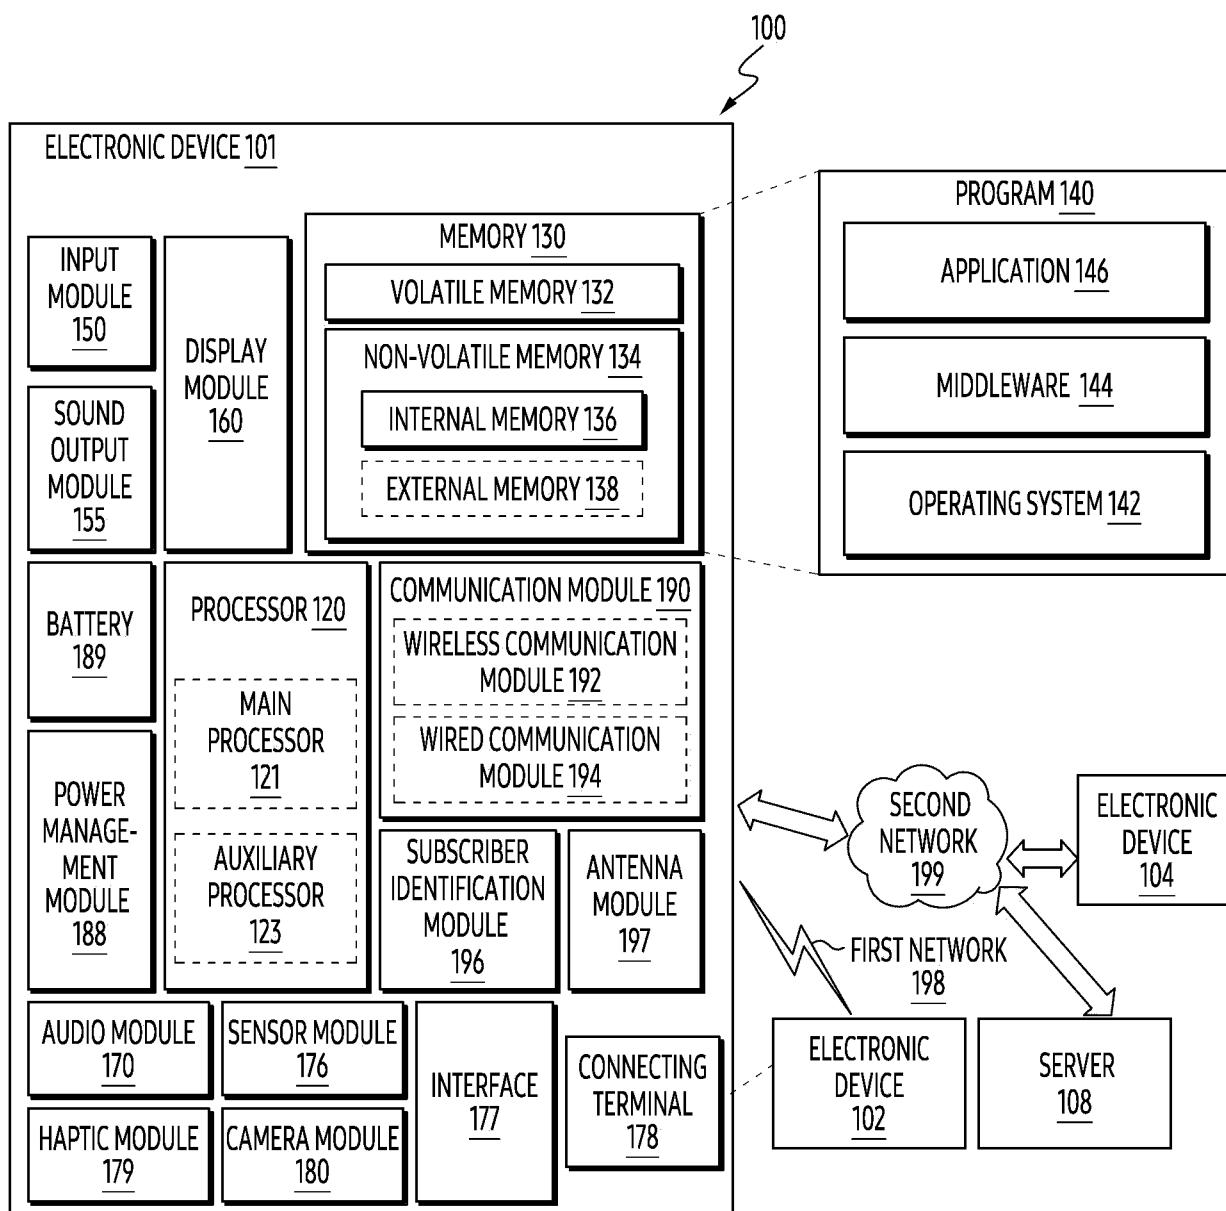 100
ELECTRONIC DEVICE 101
INPUT
MODULE
150
SOUND
OUTPUT
MODULE
155
DISPLAY
MODULE
160
MEMORY 130
VOLATILE MEMORY 132
NON-VOLATILE MEMORY 134
INTERNAL MEMORY 136
EXTERNAL MEMORY 138
PROGRAM 140
APPLICATION 146
MIDDLEWARE 144
OPERATING SYSTEM 142
BATTERY
189
POWER
MANAGE-
MENT
MODULE
188
PROCESSOR 120
MAIN
PROCESSOR
121
AUXILIARY
PROCESSOR
123
COMMUNICATION MODULE 190
WIRELESS COMMUNICATION
MODULE 192
WIRED COMMUNICATION
MODULE 194
SUBSCRIBER
IDENTIFICATION
MODULE
196
ANTENNA
MODULE
197
SECOND
NETWORK
199
ELECTRONIC
DEVICE
104
FIRST NETWORK
198
AUDIO MODULE
170
SENSOR MODULE
176
HAPTIC MODULE
179
CAMERA MODULE
180
INTERFACE
177
CONNECTING
TERMINAL
178
ELECTRONIC
DEVICE
102
SERVER
108